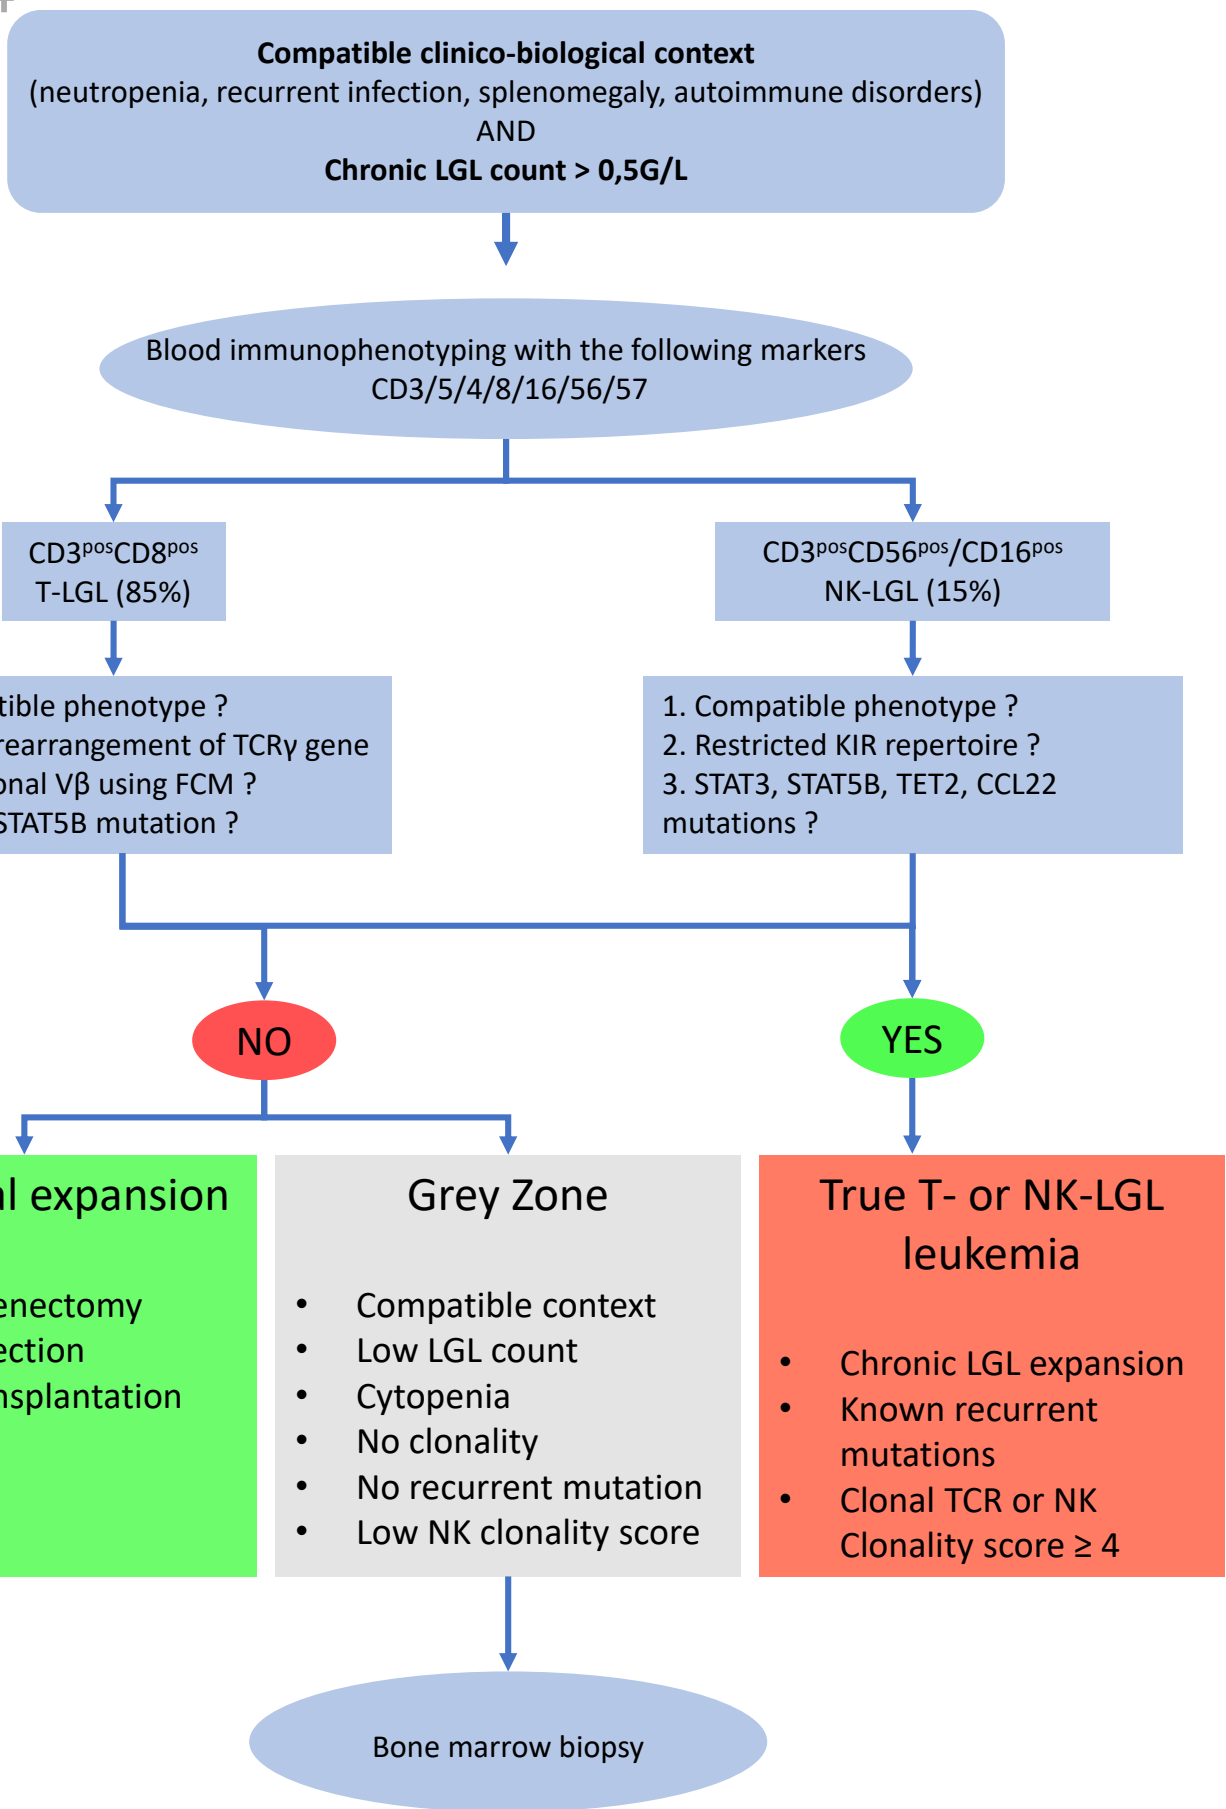 Compatible clinico-biological context
(neutropenia, recurrent infection, splenomegaly, autoimmune disorders)
AND
Chronic LGL count > 0,5G/L
Blood immunophenotyping with the following markers
CD3/5/4/8/16/56/57
CD3posCD8pos
T-LGL (85%)
CD3posCD56pos/CD16pos
NK-LGL (15%)
tible phenotype ?
rearrangement of TCRγ gene
onal Vβ using FCM ?
STAT5B mutation ?
1. Compatible phenotype ?
2. Restricted KIR repertoire ?
3. STAT3, STAT5B, TET2, CCL22
mutations ?
NO
YES
al expansion
enectomy
ection
nsplantation
Grey Zone
• Compatible context
• Low LGL count
• Cytopenia
• No clonality
• No recurrent mutation
• Low NK clonality score
True T- or NK-LGL
leukemia
• Chronic LGL expansion
• Known recurrent
mutations
• Clonal TCR or NK
Clonality score ≥ 4
Bone marrow biopsy